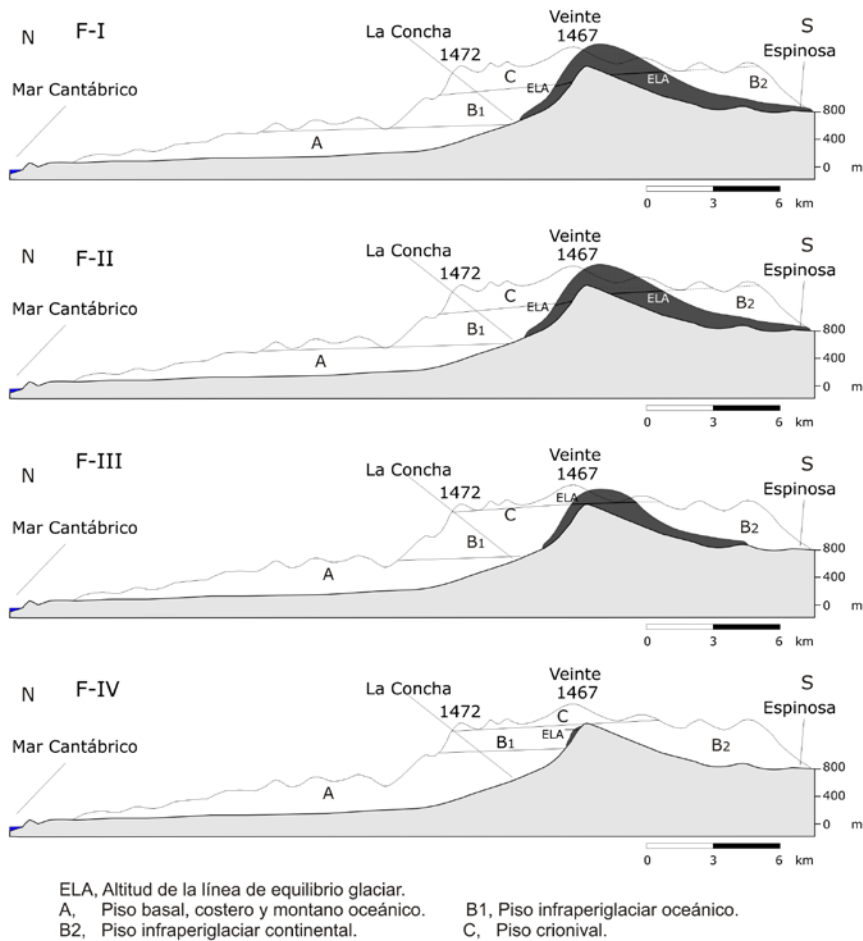 N
F-I
La Concha
Veinte
1467
S
Espinosa
1472
Mar Cantábrico
C
ELA
ELA
B2
B1
A
800
400
0 m
0 3 6
km
N
F-II
La Concha
Veinte
1467
S
Espinosa
1472
Mar Cantábrico
C
ELA
ELA
B2
B1
A
800
400
0 m
0 3 6
km
N
F-III
La Concha
Veinte
1467
S
Espinosa
1472
Mar Cantábrico
ELA
C
B2
B1
A
800
400
0 m
0 3 6
km
N
F-IV
La Concha
Veinte
1467
S
Espinosa
1472
Mar Cantábrico
C
ELA
B1
B2
A
800
400
0 m
0 3 6
km
ELA, Altitud de la línea de equilibrio glaciar.
A, Piso basal, costero y montano oceánico. B1, Piso infraperiglaciar oceánico.
B2, Piso infraperiglaciar continental. C, Piso crionival.